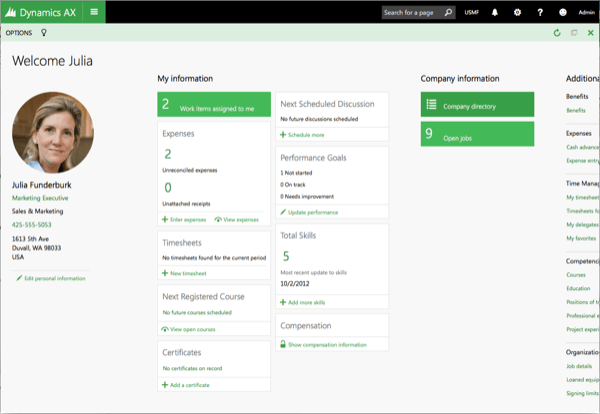 Dynamics AX
Search for a page
USMF
Admin
OPTIONS
Welcome Julia
Julia Funderburk
Marketing Executive
Sales & Marketing
425-555-5053
1613 5th Ave
Duvall, WA 98033
USA
Edit personal information
My information
2 Work items assigned to me
Expenses
2
Unreconciled expenses
0
Unattached receipts
Enter expenses View expenses
Timesheets
No timesheets found for the current period
New timesheet
Next Registered Course
No future courses scheduled
View open courses
Certificates
No certificates on record
Add a certificate
Next Scheduled Discussion
No future discussions scheduled
Schedule more
Performance Goals
1 Not started
0 On track
0 Needs improvement
Update performance
Total Skills
5
Most recent update to skills
10/2/2012
Add more skills
Compensation
Show compensation information
Company information
Company directory
9 Open jobs
Additiona
Benefits
Benefits
Expenses
Cash advance
Expense entry
Time Manag
My timesheet
Timesheets fo
My delegates
My favorites
Competencie
Courses
Education
Positions of t
Professional e
Project experi
Organization
Job details
Loaned equip
Signing limits